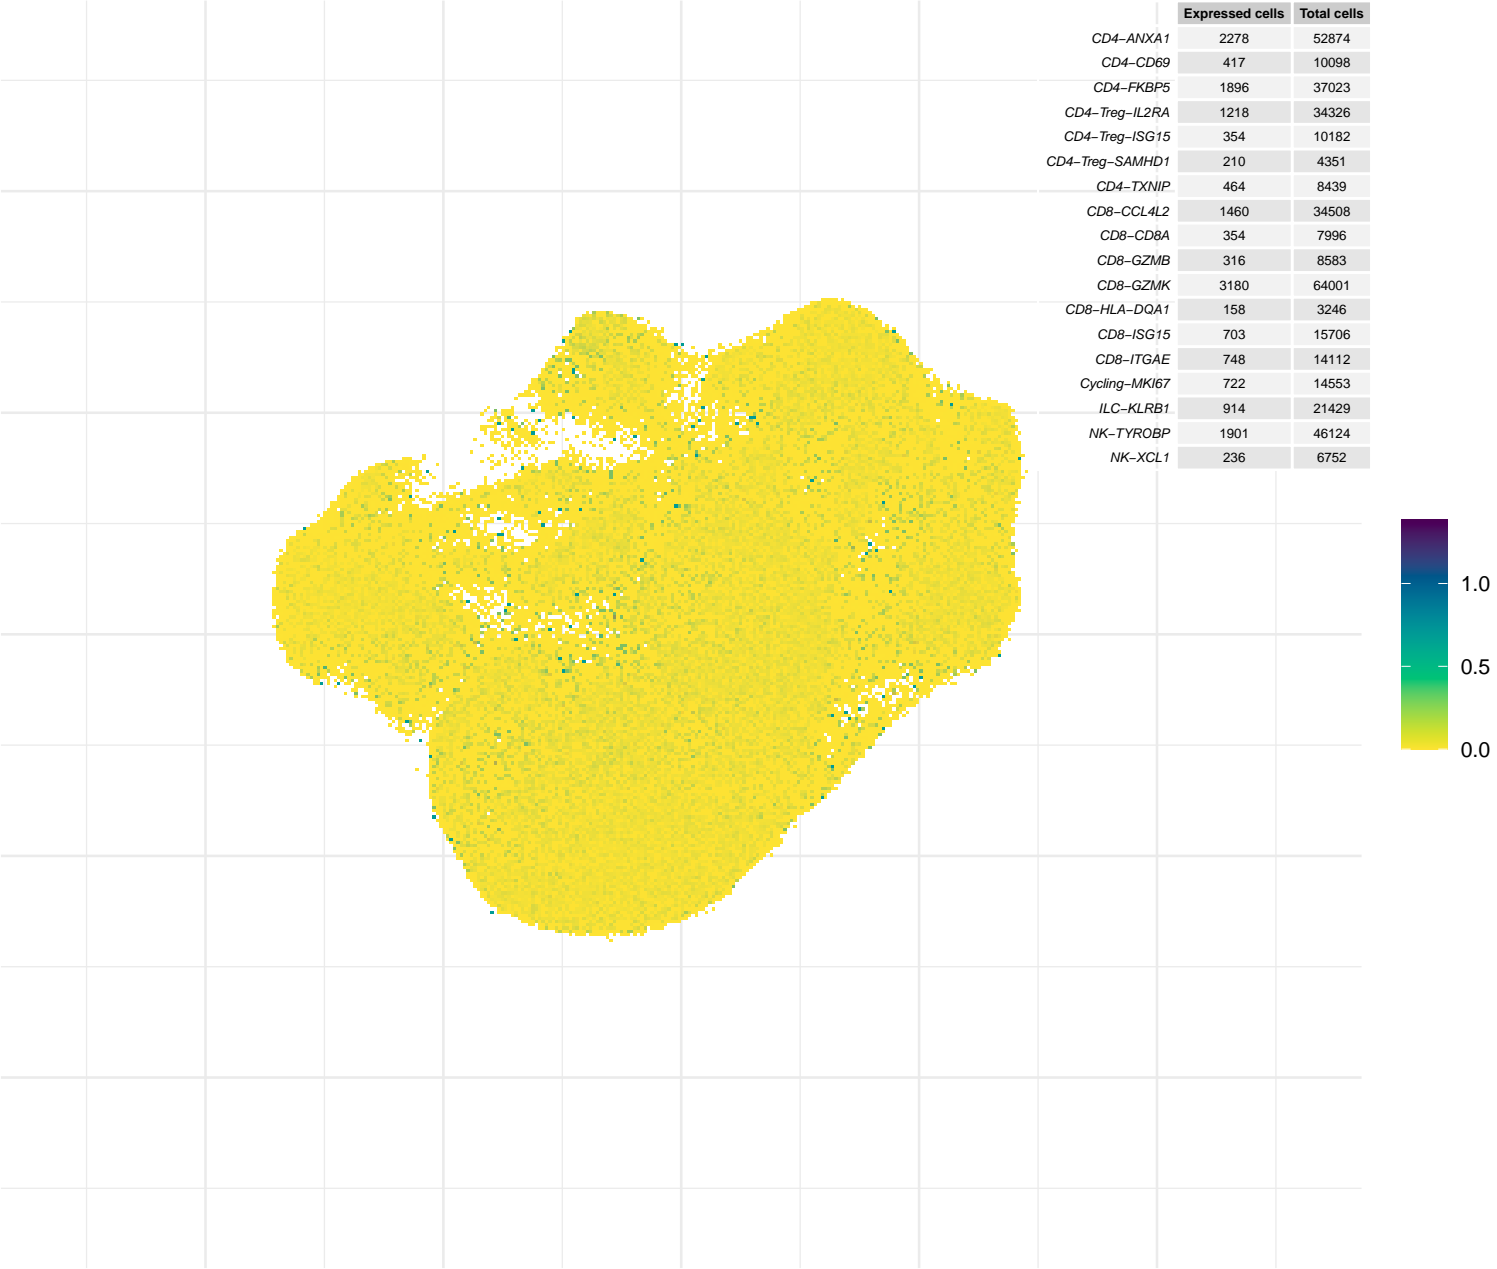 Expressed cells Total cells
CD4−ANXA1 2278 52874
CD4−CD69 417 10098
CD4−FKBP5 1896 37023
CD4−Treg−IL2RA 1218 34326
CD4−Treg−ISG15 354 10182
CD4−Treg−SAMHD1 210 4351
CD4−TXNIP 464 8439
CD8−CCL4L2 1460 34508
CD8−CD8A 354 7996
CD8−GZMB 316 8583
CD8−GZMK 3180 64001
CD8−HLA−DQA1 158 3246
CD8−ISG15 703 15706
CD8−ITGAE 748 14112
Cycling−MKI67 722 14553
ILC−KLRB1 914 21429
NK−TYROBP 1901 46124
NK−XCL1 236 6752
1.0
0.5
0.0